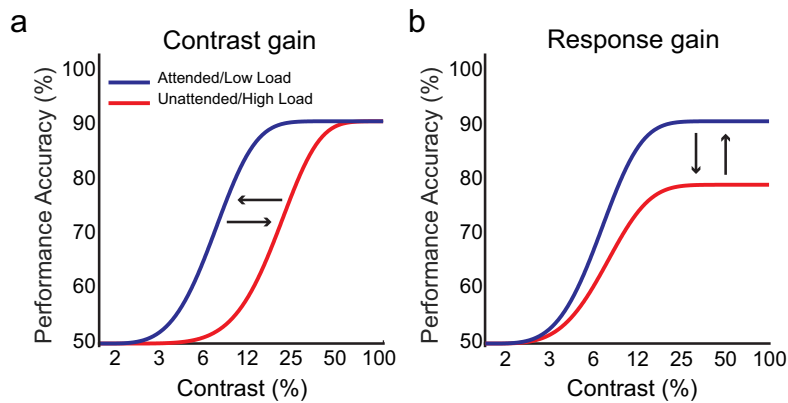 a
Contrast gain
Performance Accuracy (%)
100
90
80
70
60
50
Attended/Low Load
Unattended/High Load
2 3 6 12 25 50 100
Contrast (%)
b
Response gain
Performance Accuracy (%)
100
90
80
70
60
50
2 3 6 12 25 50 100
Contrast (%)